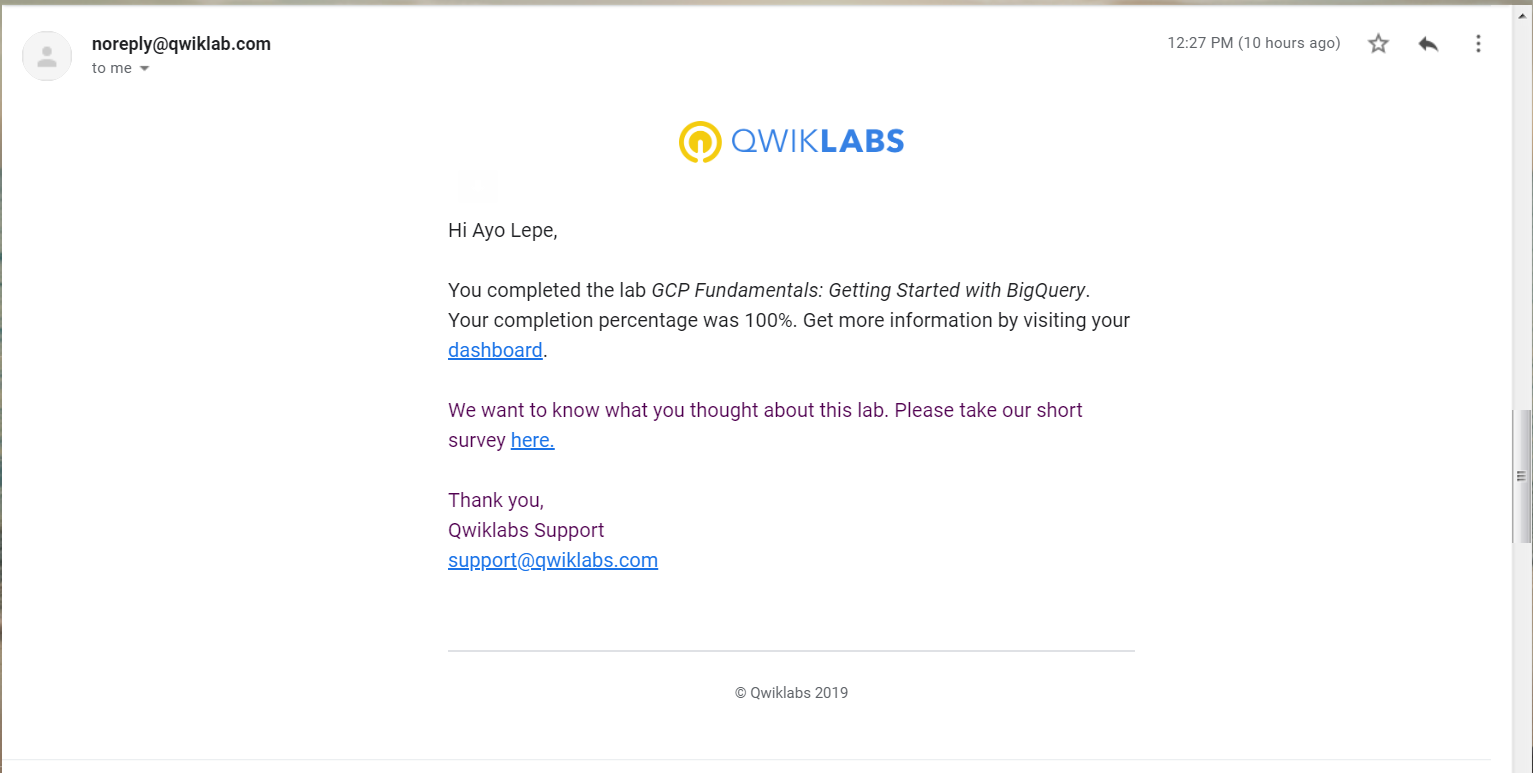 noreply@qwiklab.com
12:27 PM (10 hours ago)
to me
QWIKLABS
Hi Ayo Lepe,
You completed the lab GCP Fundamentals: Getting Started with BigQuery.
Your completion percentage was 100%. Get more information by visiting your
dashboard.
We want to know what you thought about this lab. Please take our short
survey here.
Thank you,
Qwiklabs Support
support@qwiklabs.com
© Qwiklabs 2019